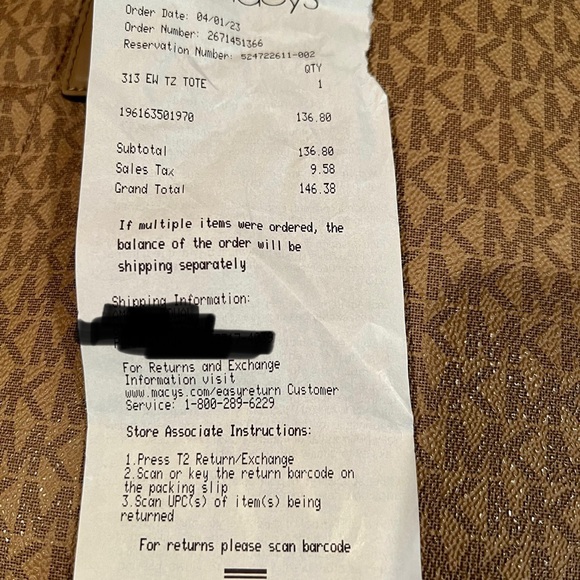 macys
Order Date: 04/01/23
Order Number: 2671451366
Reservation Number: 524722611-002
QTY
313 EW TZ TOTE 1
196163501970 136.80
Subtotal 136.80
Sales Tax 9.58
Grand Total 146.38
If multiple items were ordered, the
balance of the order will be
shipping separately
Shipping Information:
For Returns and Exchange
Information visit
www.macys.com/easyreturn Customer
Service: 1-800-289-6229
Store Associate Instructions:
1.Press T2 Return/Exchange
2.Scan or key the return barcode on
the packing slip
3.Scan UPC(s) of item(s) being
returned
For returns please scan barcode